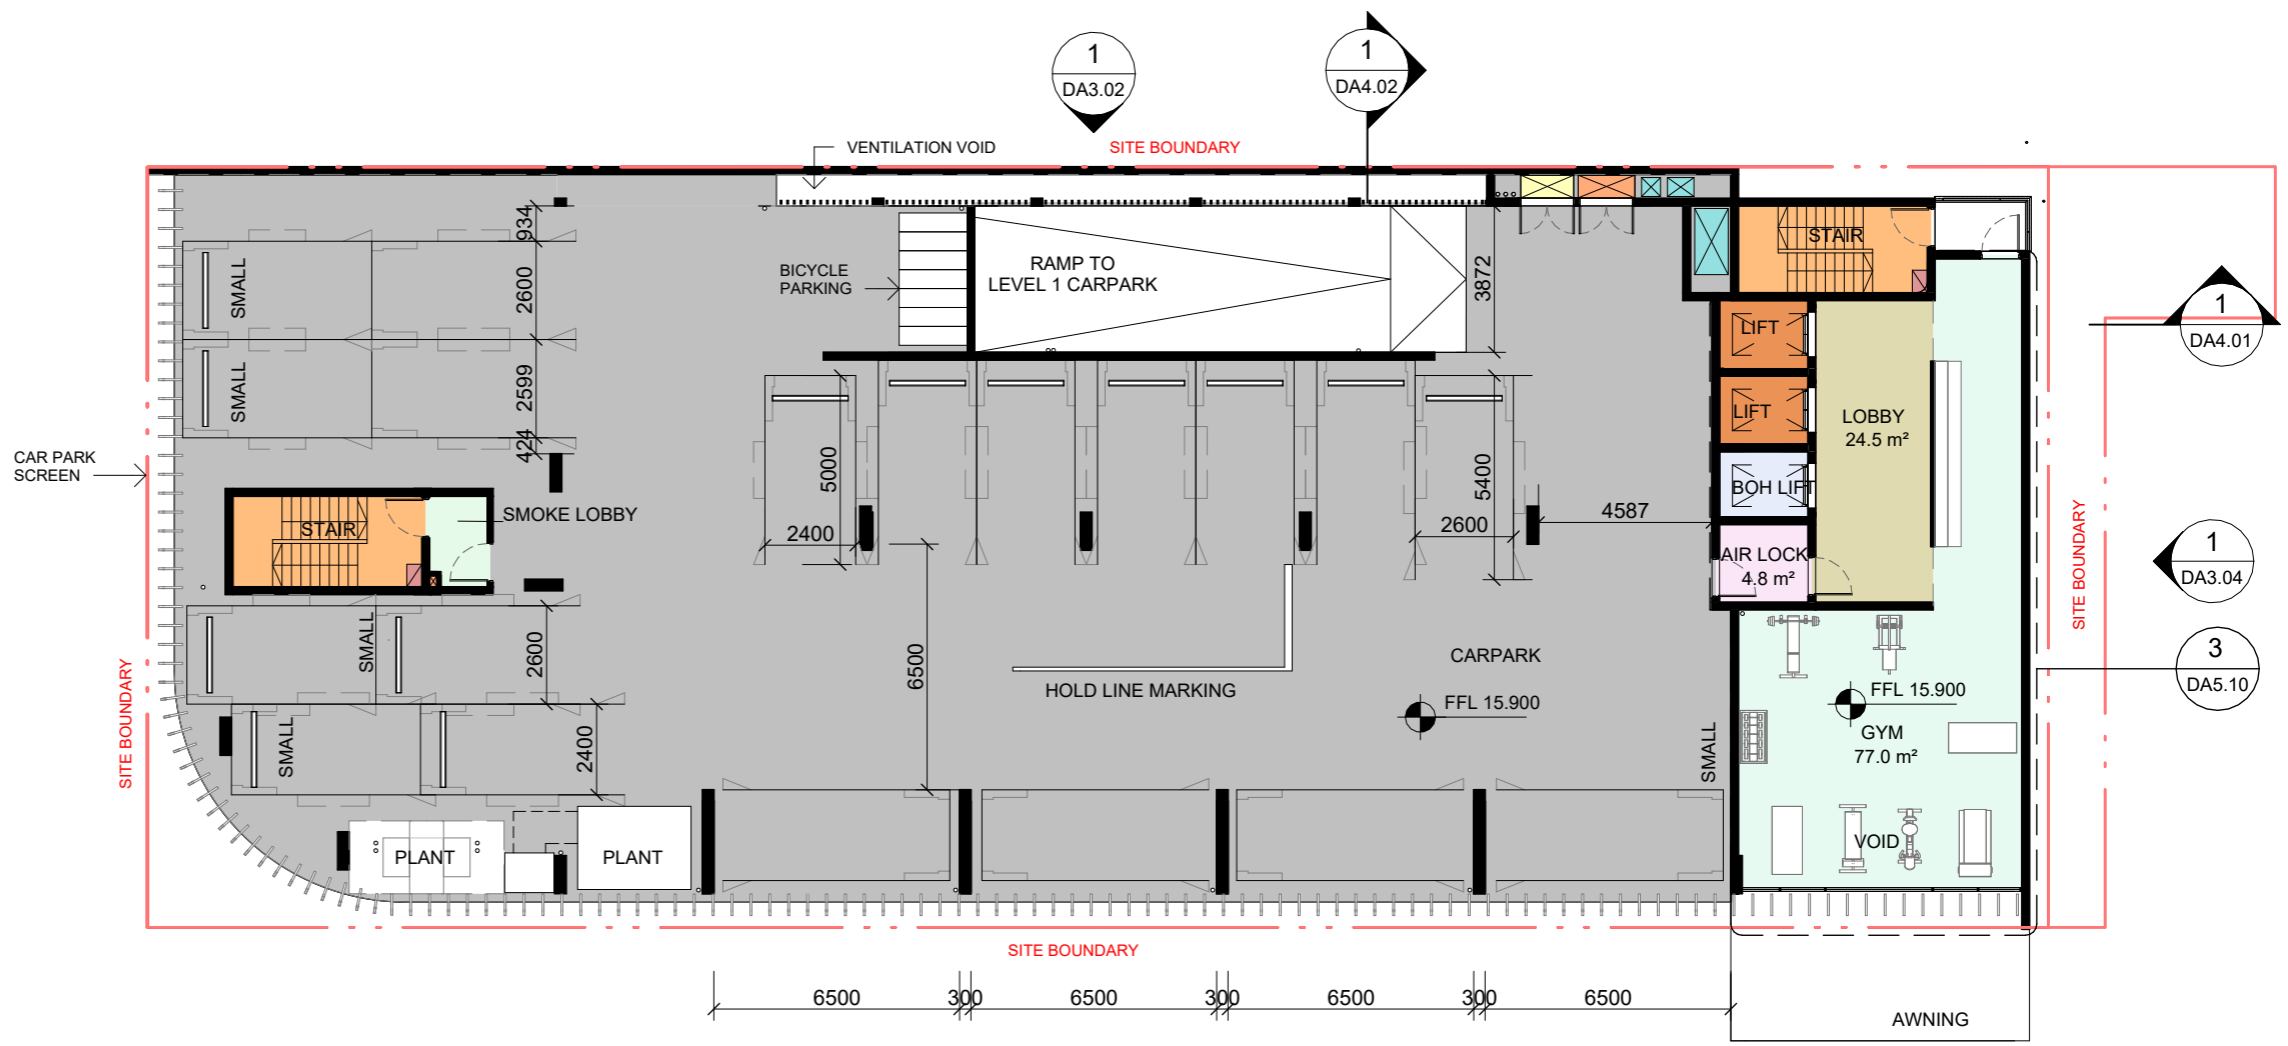 1
DA3.02
1
DA4.02
VENTILATION VOID
SITE BOUNDARY
934
2600
2599
424
SMALL
SMALL
BICYCLE
PARKING
RAMP TO
LEVEL 1 CARPARK
3872
STAIR
LIFT
LIFT
BOH LIFT
AIR LOCK
4.8 m²
LOBBY
24.5 m²
1
DA4.01
CAR PARK
SCREEN
STAIR
SMOKE LOBBY
5000
2400
5400
2600
4587
SITE BOUNDARY
1
DA3.04
3
DA5.10
SMALL
2600
6500
HOLD LINE MARKING
CARPARK
FFL 15.900
FFL 15.900
GYM
77.0 m²
SMALL
SITE BOUNDARY
SMALL
2400
PLANT
PLANT
VOID
SITE BOUNDARY
6500
300
6500
300
6500
300
6500
AWNING